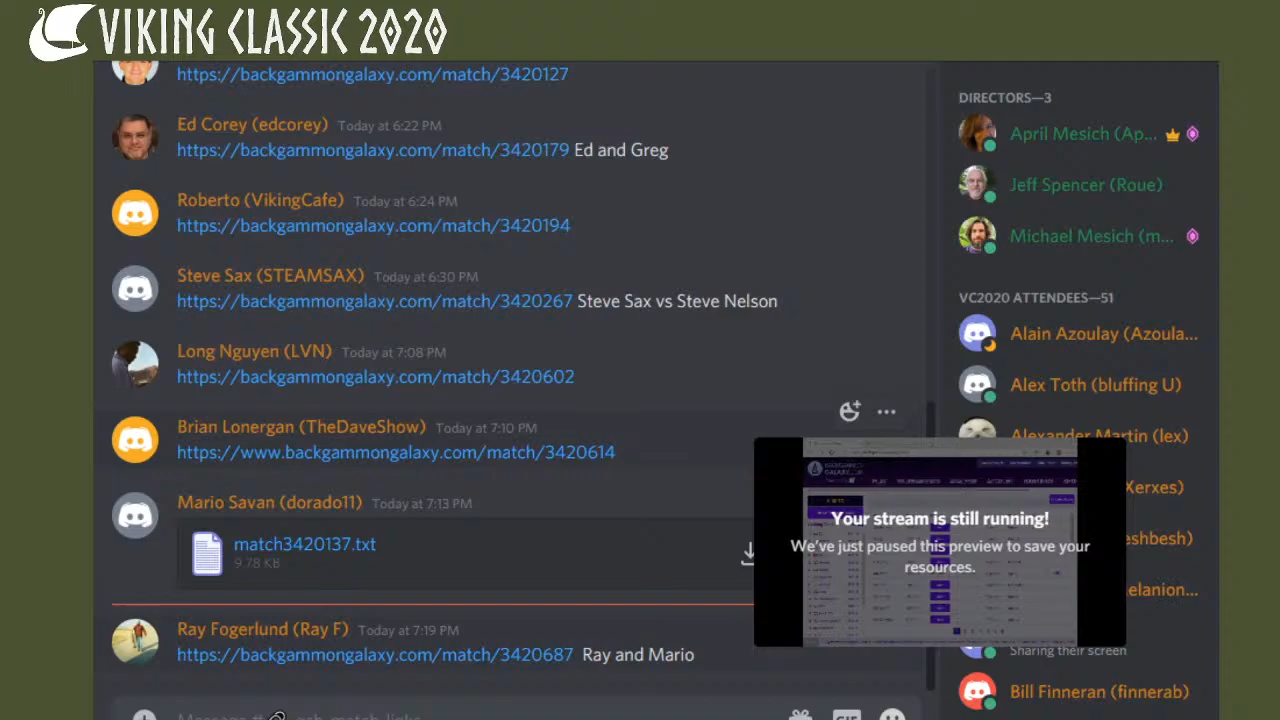 VIKING CLASSIC 2020
https://backgammongalaxy.com/match/3420127
Ed Corey (edcorey) Today at 6:22 PM
https://backgammongalaxy.com/match/3420179 Ed and Greg
Roberto (VikingCafe) Today at 6:24 PM
https://backgammongalaxy.com/match/3420194
Steve Sax (STEAMSAX) Today at 6:30 PM
https://backgammongalaxy.com/match/3420267 Steve Sax vs Steve Nelson
Long Nguyen (LVN) Today at 7:08 PM
https://backgammongalaxy.com/match/3420602
Brian Lonergan (TheDaveShow) Today at 7:10 PM
https://www.backgammongalaxy.com/match/3420614
Mario Savan (dorado11) Today at 7:13 PM
match3420137.txt
9.78 KB
Ray Fogerlund (Ray F) Today at 7:19 PM
https://backgammongalaxy.com/match/3420687 Ray and Mario
GIF
DIRECTORS—3
April Mesich (Ap...
Jeff Spencer (Roue)
Michael Mesich (m...
VC2020 ATTENDEES—51
Alain Azoulay (Azoula...
Alex Toth (bluffing U)
Alexander Martin (lex)
Xerxes)
eshbesh)
elanion...
Your stream is still running!
We've just paused this preview to save your
resources.
Sharing their screen
Bill Finneran (finnerab)